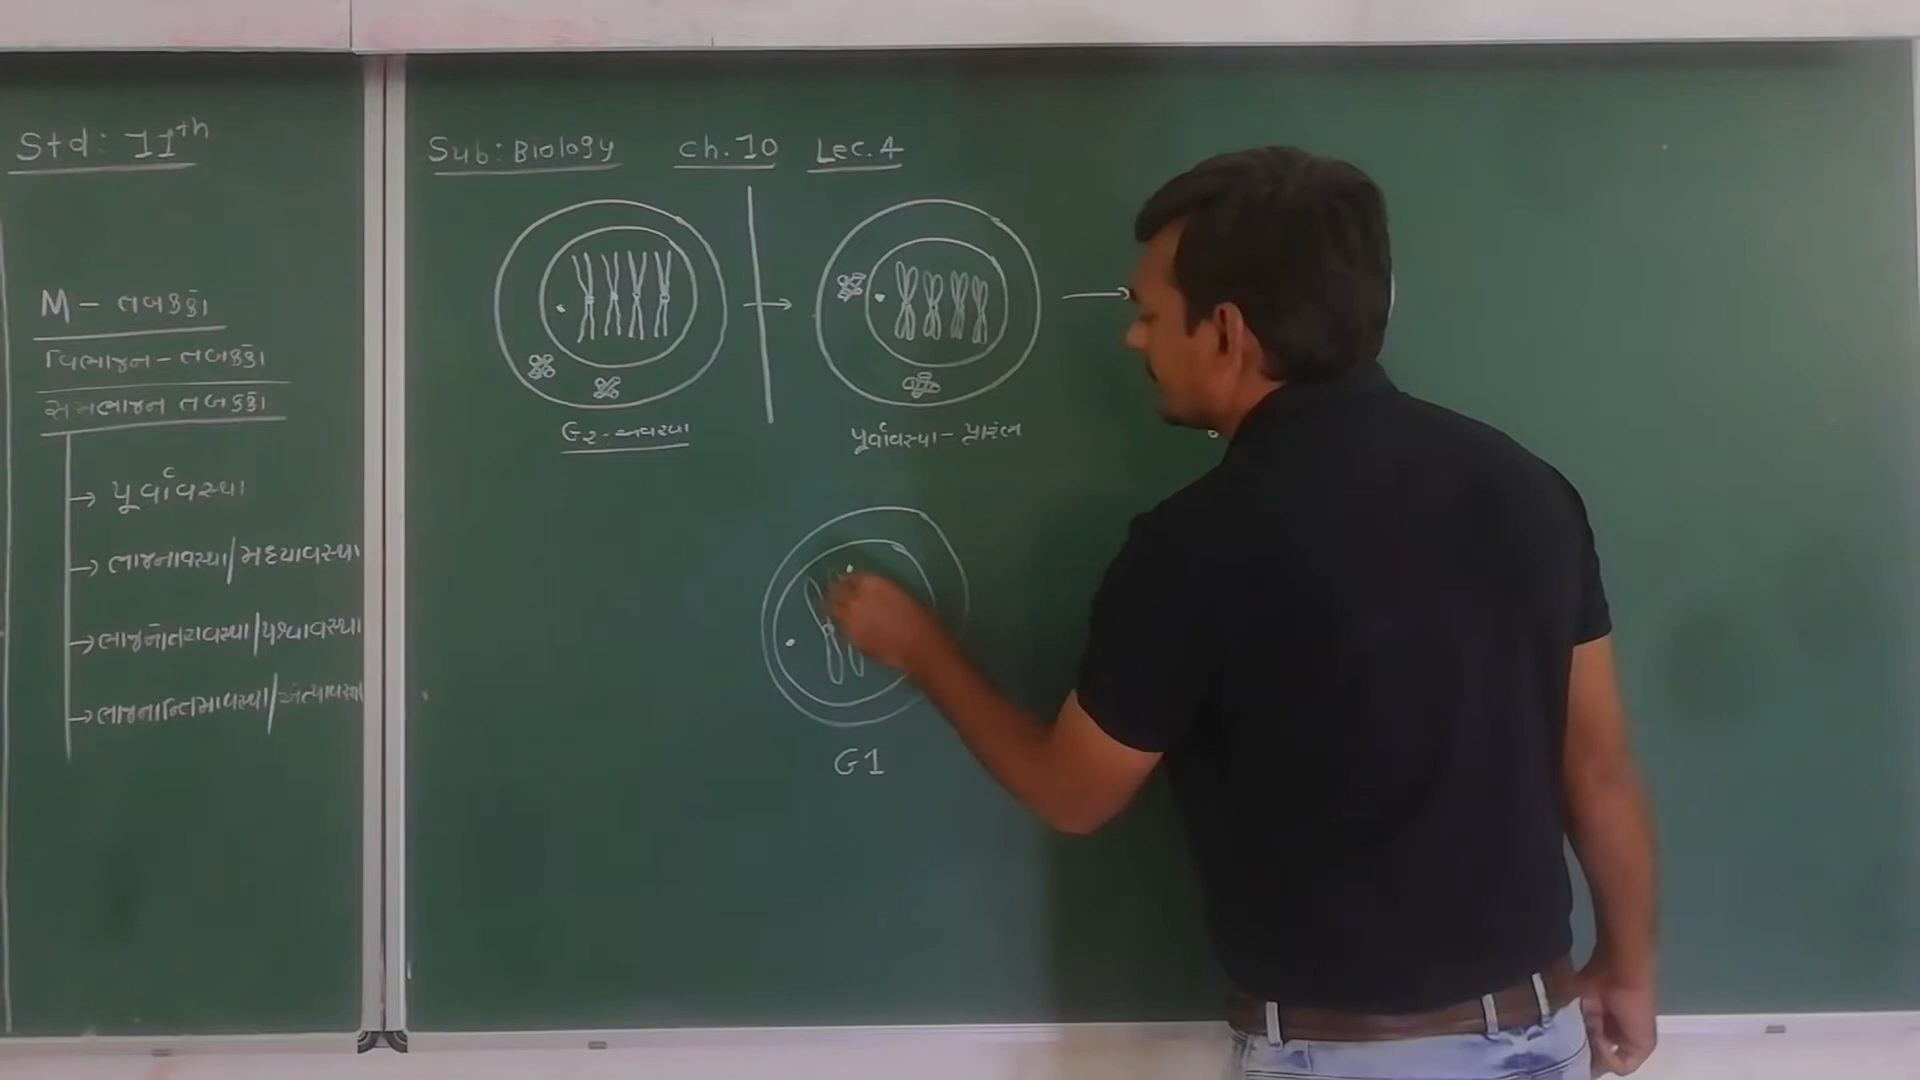 Std: 11th
Sub: Biology ch. 10 Lec. 4
M - તબક્કો
વિભાજન - તબક્કો
સમભાજન તબક્કો
→ પૂર્વાવસ્થા
→ ભાજનાવસ્થા/મધ્યાવસ્થા
→ ભાજનોત્તરાવસ્થા/પશ્ચાવસ્થા
→ ભાજનાન્તિમાવસ્થા/અંત્યાવસ્થા
G2 - અવસ્થા
પૂર્વાવસ્થા - પ્રારંભ
G1